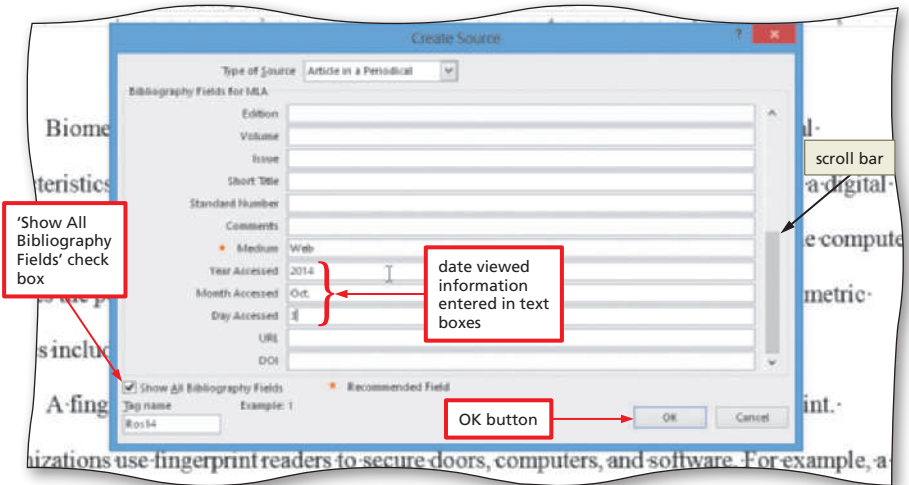 Create Source
?
Type of Source Article in a Periodical
Bibliography Fields for MLA
Edition
Volume
Issue
Short Title
Standard Number
Comments
* Medium Web
Year Accessed 2014
Month Accessed Oct.
Day Accessed 3
URL
DOI
Show All Bibliography Fields
* Recommended Field
Tag name Example: 1
Ros14
OK
Cancel
scroll bar
'Show All
Bibliography
Fields' check
box
date viewed
information
entered in text
boxes
OK button
Biome
teristics
a·digital·
e·compute
metric·
s·includ
A·fing
int.·
nizations·use·fingerprint·readers·to·secure·doors,·computers,·and·software.·For·example,·a·